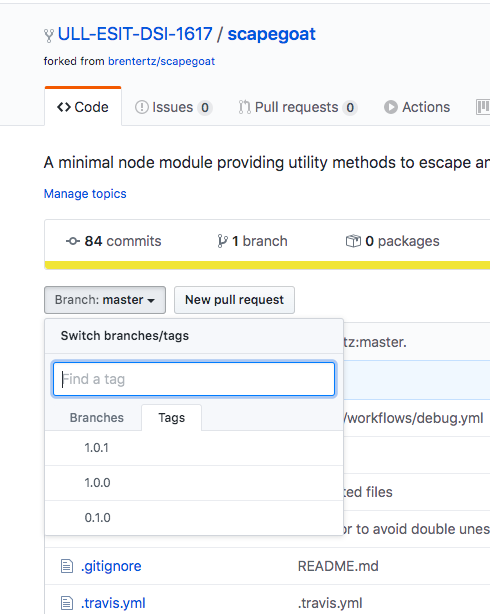 ULL-ESIT-DSI-1617 / scapegoat
forked from brentertz/scapegoat
Code Issues 0 Pull requests 0 Actions
A minimal node module providing utility methods to escape an
Manage topics
84 commits 1 branch 0 packages
Branch: master New pull request
Switch branches/tags
tz:master.
Find a tag
Branches Tags
/workflows/debug.yml
1.0.1
1.0.0
ted files
0.1.0
or to avoid double unes
.gitignore README.md
.travis.yml .travis.yml